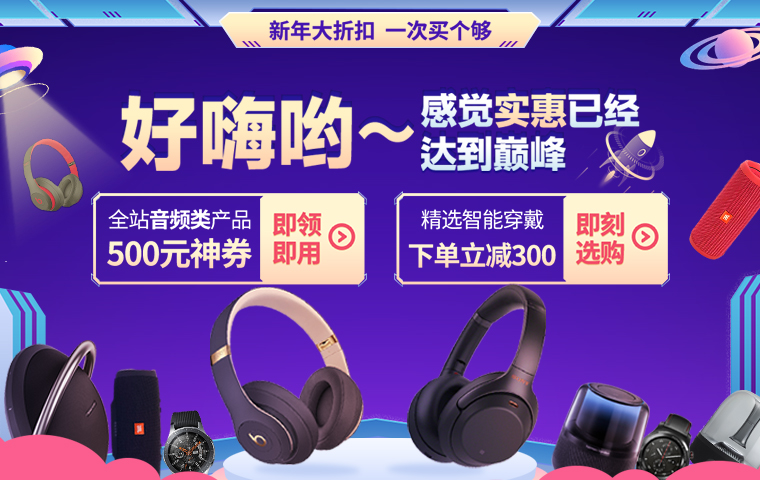 新年大折扣 一次买个够
好嗨哟~
感觉实惠已经
达到巅峰
全站音频类产品
500元神券
即领
即用
精选智能穿戴
下单立减300
即刻
选购
JBL
JBL